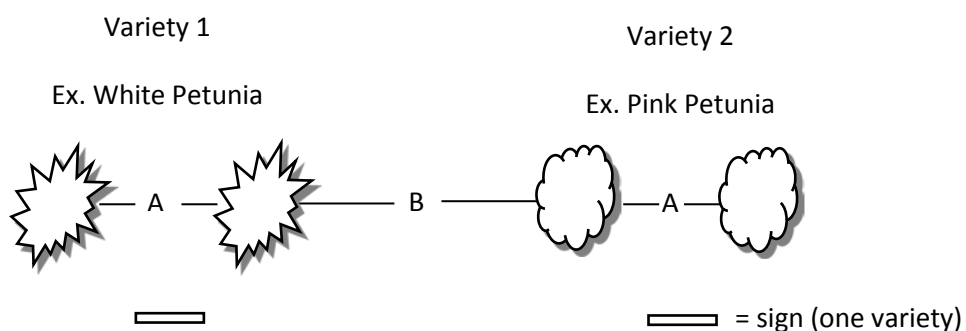 Variety 1
Variety 2
Ex. White Petunia
Ex. Pink Petunia
A B A
= sign (one variety)